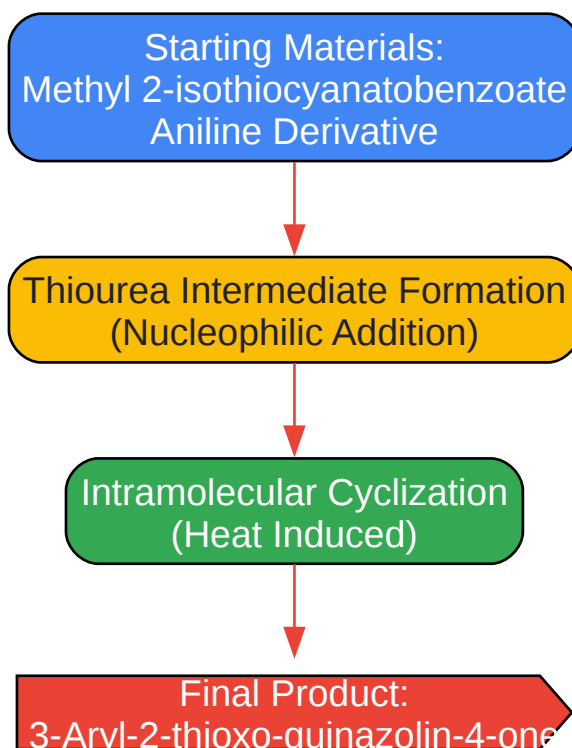 Starting Materials:
Methyl 2-isothiocyanatobenzoate
Aniline Derivative
Thiourea Intermediate Formation
(Nucleophilic Addition)
Intramolecular Cyclization
(Heat Induced)
Final Product:
3-Aryl-2-thioxo-quinazolin-4-one